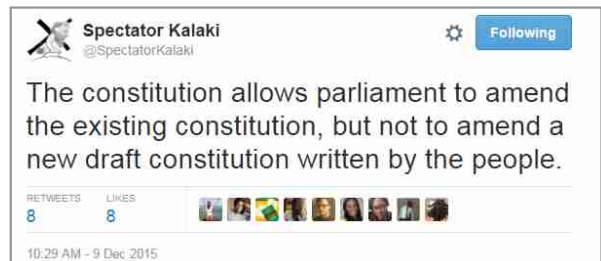 Spectator Kalaki
@SpectatorKalaki
Following
The constitution allows parliament to amend
the existing constitution, but not to amend a
new draft constitution written by the people.
RETWEETS LIKES
8 8
10:29 AM - 9 Dec 2015